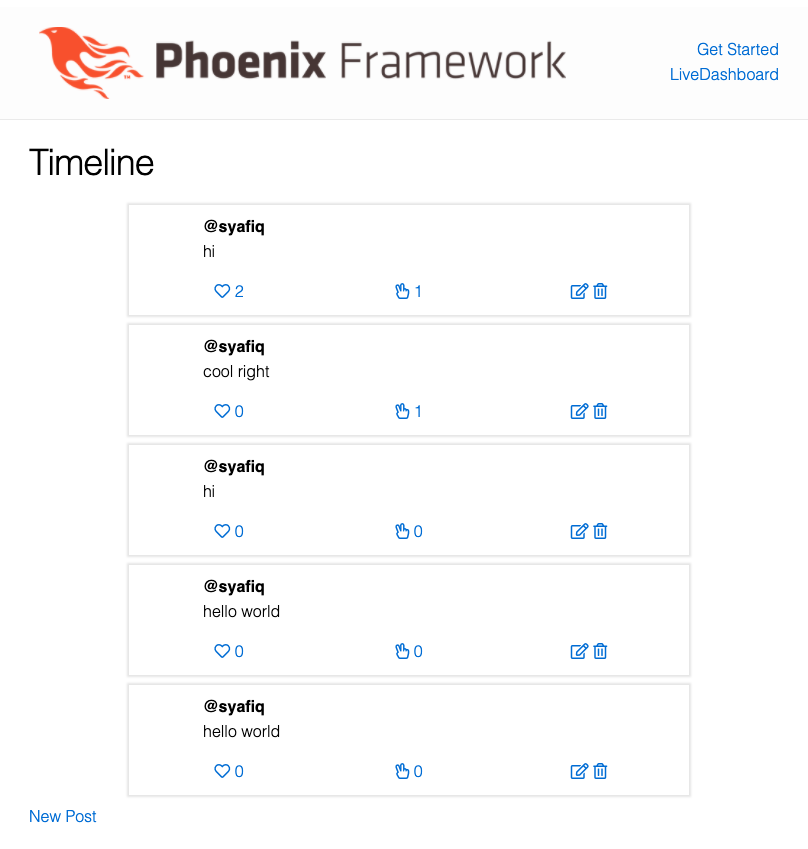 Phoenix Framework
TM
Get Started
LiveDashboard
Timeline
@syafiq
hi
2 1
@syafiq
cool right
0 1
@syafiq
hi
0 0
@syafiq
hello world
0 0
@syafiq
hello world
0 0
New Post